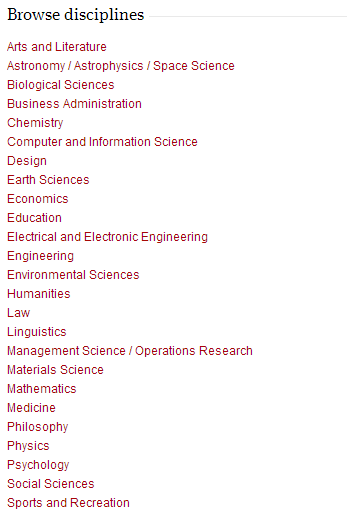 Browse disciplines
Arts and Literature
Astronomy / Astrophysics / Space Science
Biological Sciences
Business Administration
Chemistry
Computer and Information Science
Design
Earth Sciences
Economics
Education
Electrical and Electronic Engineering
Engineering
Environmental Sciences
Humanities
Law
Linguistics
Management Science / Operations Research
Materials Science
Mathematics
Medicine
Philosophy
Physics
Psychology
Social Sciences
Sports and Recreation